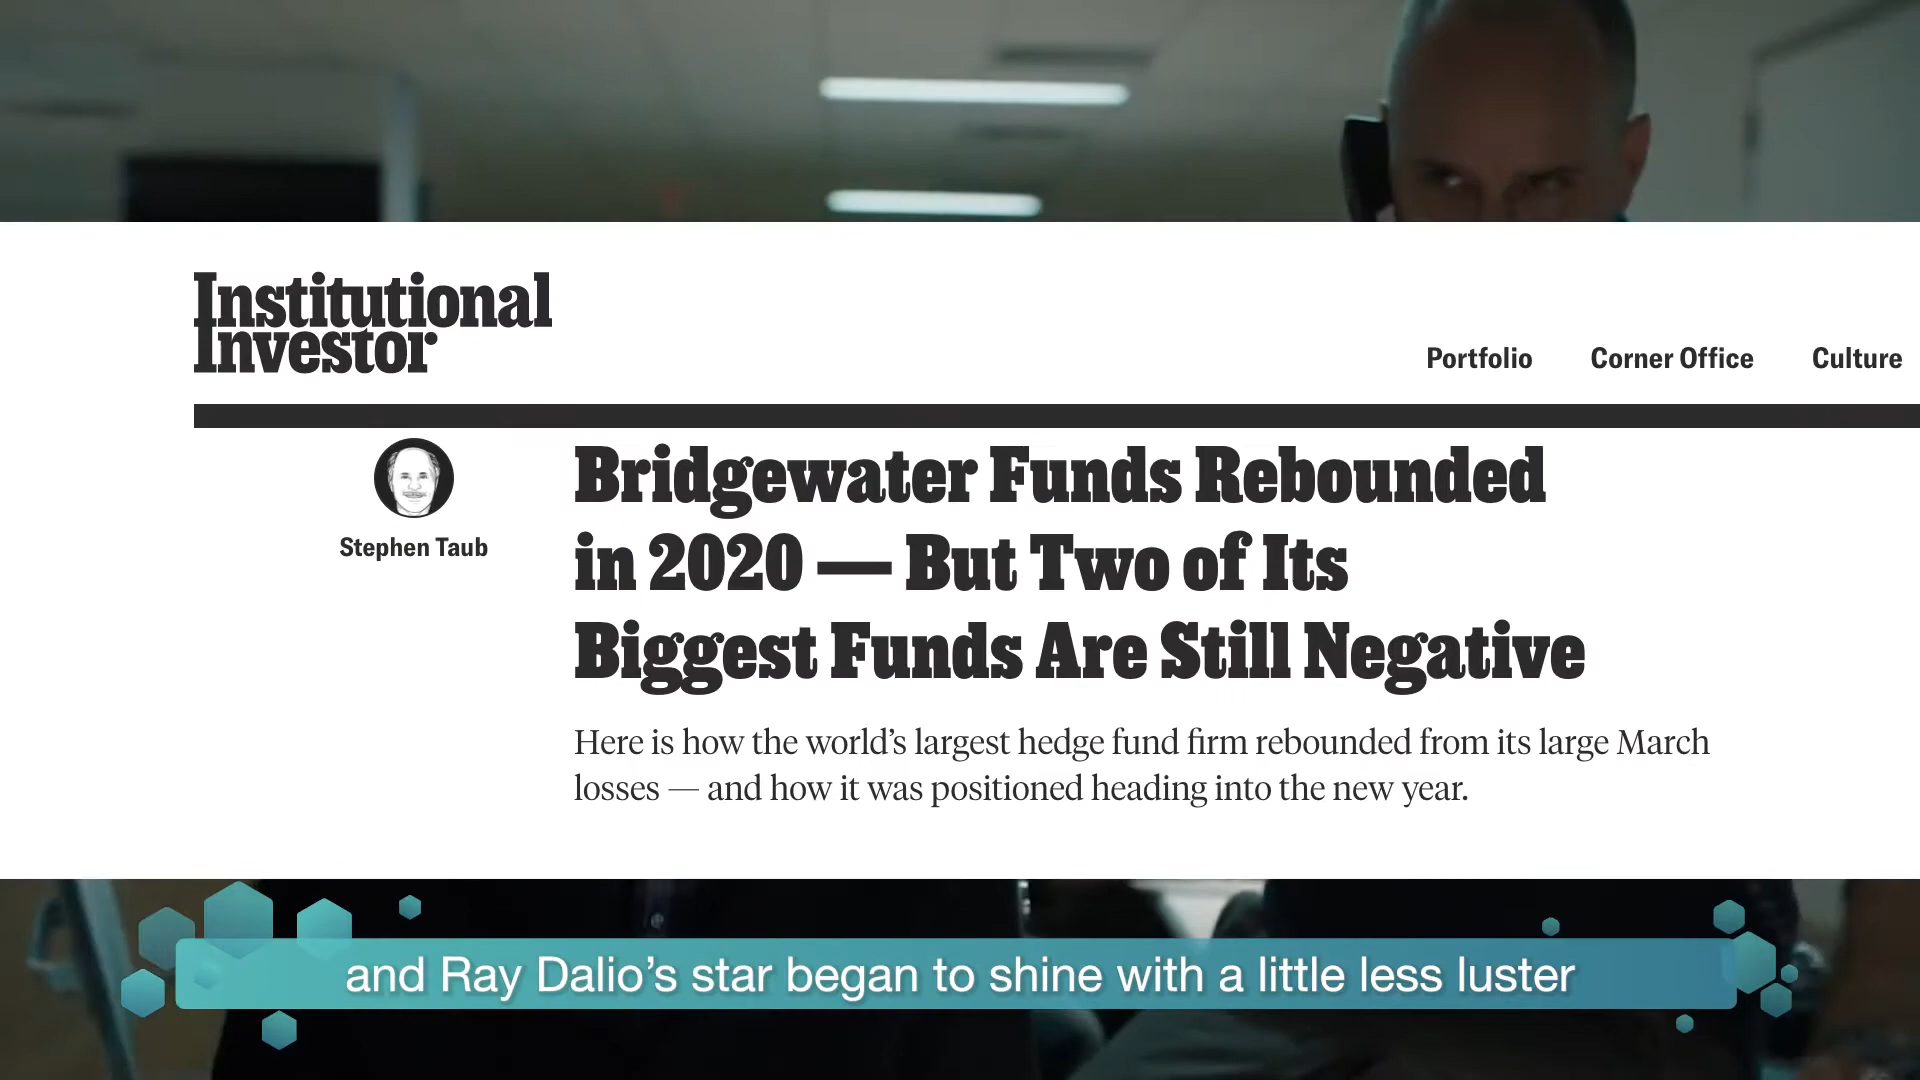 Institutional
Investor
Portfolio Corner Office Culture
Stephen Taub
Bridgewater Funds Rebounded
in 2020 — But Two of Its
Biggest Funds Are Still Negative
Here is how the world’s largest hedge fund firm rebounded from its large March
losses — and how it was positioned heading into the new year.
and Ray Dalio’s star began to shine with a little less luster